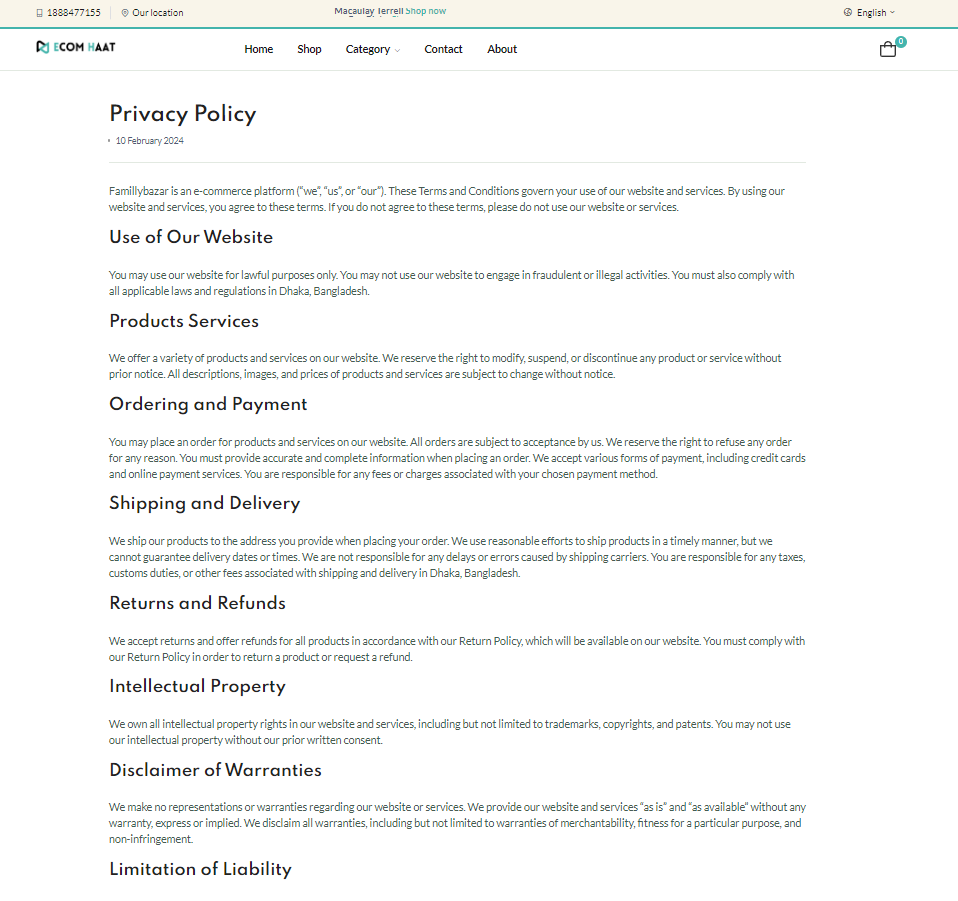 1888477155
Our location
Macaulay Terrell Shop now
English
ECOM HAAT
Home
Shop
Category
Contact
About
0
Privacy Policy
10 February 2024
Famillybazar is an e-commerce platform (“we”, “us”, or “our”). These Terms and Conditions govern your use of our website and services. By using
website and services, you agree to these terms. If you do not agree to these terms, please do not use our website or services.
Use of Our Website
You may use our website for lawful purposes only. You may not use our website to engage in fraudulent or illegal activities. You must also comply with
all applicable laws and regulations in Dhaka, Bangladesh.
Products Services
We offer a variety of products and services on our website. We reserve the right to modify, suspend, or discontinue any product or service without
prior notice. All descriptions, images, and prices of products and services are subject to change without notice.
Ordering and Payment
You may place an order for products and services on our website. All orders are subject to acceptance by us. We reserve the right to refuse any order
for any reason. You must provide accurate and complete information when placing an order. We accept various forms of payment, including credit cards
and online payment services. You are responsible for any fees or charges associated with your chosen payment method.
Shipping and Delivery
We ship our products to the address you provide when placing your order. We use reasonable efforts to ship products in a timely manner, but we
cannot guarantee delivery dates or times. We are not responsible for any delays or errors caused by shipping carriers. You are responsible for any taxes,
customs duties, or other fees associated with shipping and delivery in Dhaka, Bangladesh.
Returns and Refunds
We accept returns and offer refunds for all products in accordance with our Return Policy, which will be available on our website. You must comply with
our Return Policy in order to return a product or request a refund.
Intellectual Property
We own all intellectual property rights in our website and services, including but not limited to trademarks, copyrights, and patents. You may not use
our intellectual property without our prior written consent.
Disclaimer of Warranties
We make no representations or warranties regarding our website or services. We provide our website and services “as is” and “as available” without any
warranty, express or implied. We disclaim all warranties, including but not limited to warranties of merchantability, fitness for a particular purpose, and
non-infringement.
Limitation of Liability